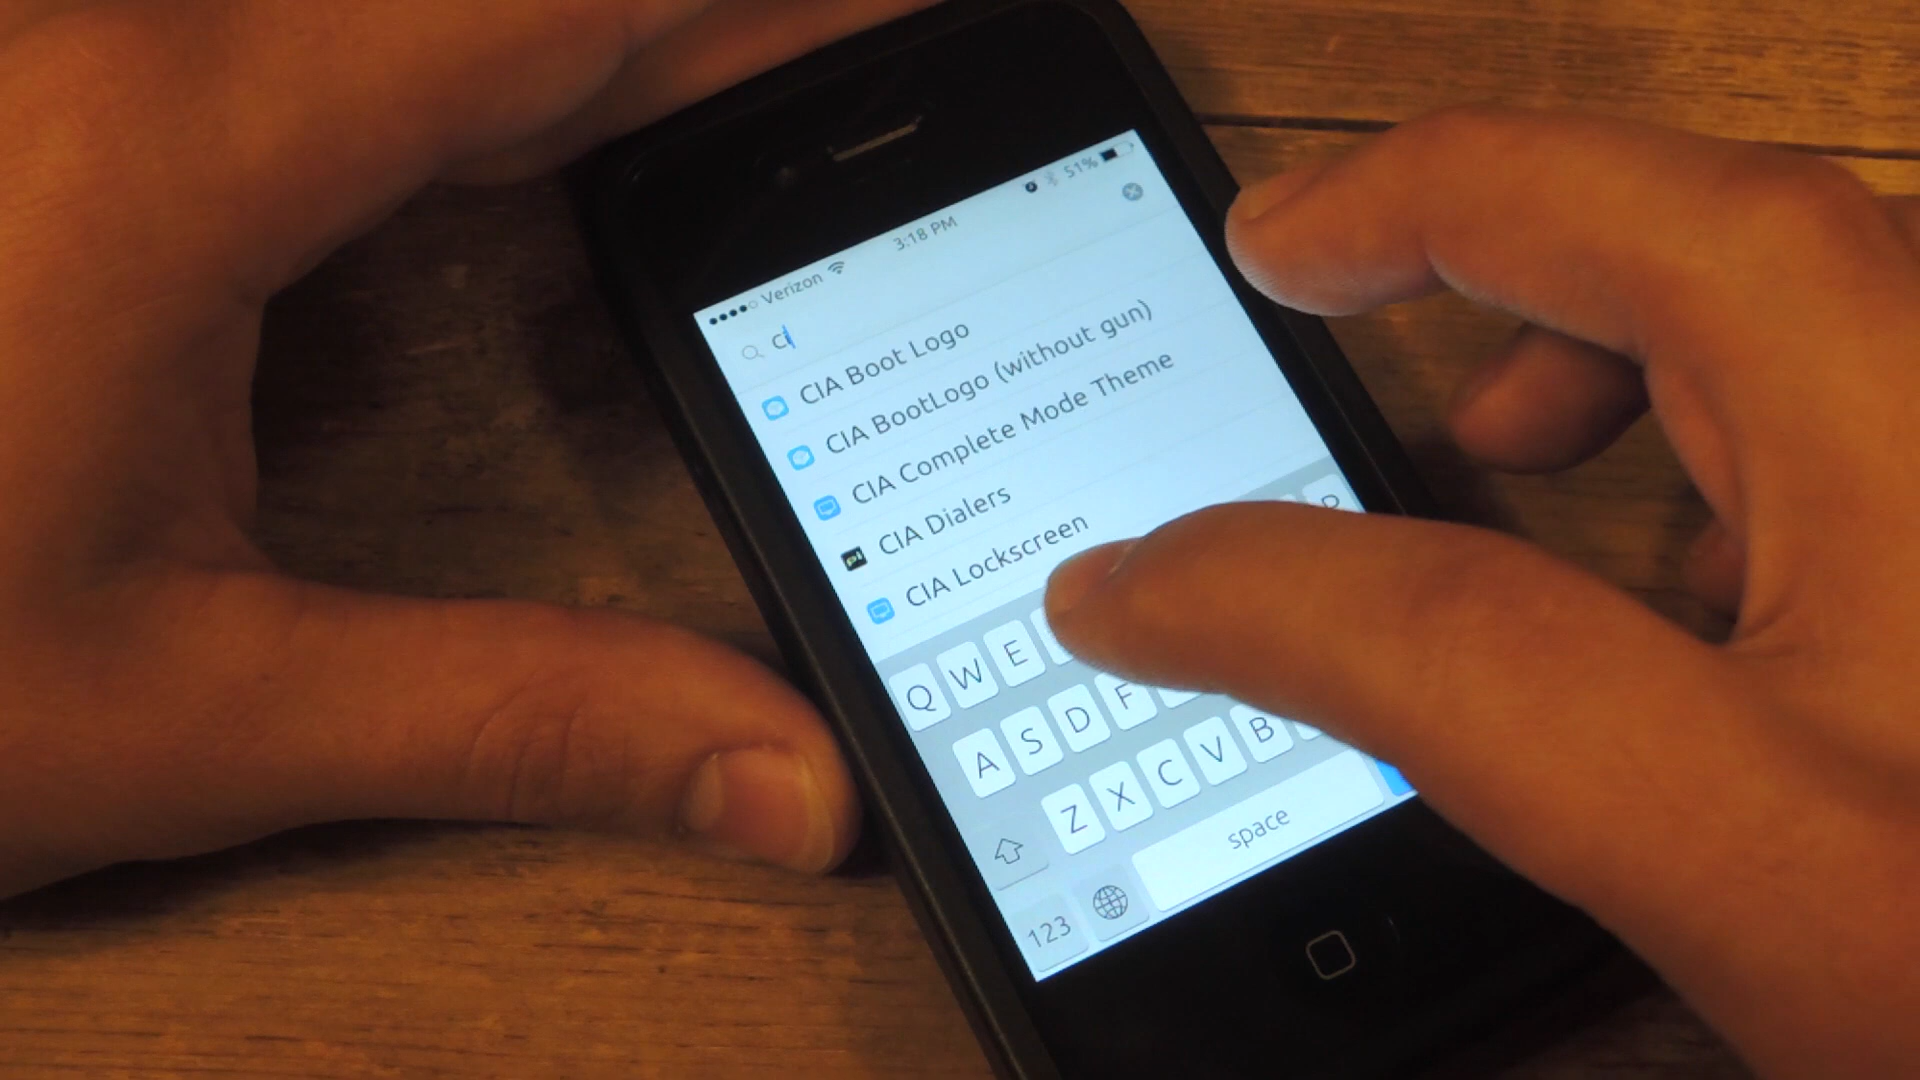 Verizon 3:18 PM 51%
Ci
CIA Boot Logo
CIA BootLogo (without gun)
CIA Complete Mode Theme
CIA Dialers
CIA Lockscreen
Q W E P
A S D F
Z X C V B
123 space